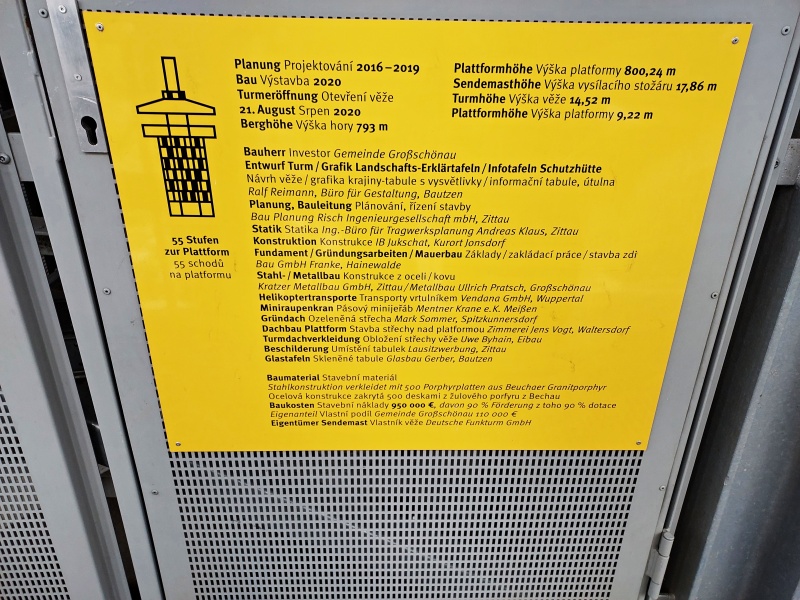 Planung Projektování 2016–2019
Bau Výstavba 2020
Turmeröffnung Otevření věže
21. August Srpen 2020
Berghöhe Výška hory 793 m
Plattformhöhe Výška platformy 800,24 m
Sendemasthöhe Výška vysílacího stožáru 17,86 m
Turmhöhe Výška věže 14,52 m
Plattformhöhe Výška platformy 9,22 m
55 Stufen
zur Plattform
55 schodů
na platformu
Bauherr Investor Gemeinde Großschönau
Entwurf Turm / Grafik Landschafts-Erklärtafeln / Infotafeln Schutzhütte
Návrh věže / grafika krajiny-tabule s vysvětlivky / informační tabule, útulna
Ralf Reimann, Büro für Gestaltung, Bautzen
Planung, Bauleitung Plánování, řízení stavby
Bau Planung Risch Ingenieurgesellschaft mbH, Zittau
Statik Statika Ing.-Büro für Tragwerksplanung Andreas Klaus, Zittau
Konstruktion Konstrukce IB Jukschat, Kurort Jonsdorf
Fundament / Gründungsarbeiten / Mauerbau Základy / zakládací práce / stavba zdí
Bau GmbH Franke, Hainewalde
Stahl- / Metallbau Konstrukce z oceli / kovu
Kratzer Metallbau GmbH, Zittau / Metallbau Ullrich Pratsch, Großschönau
Helikoptertransporte Transporty vrtulníkem Vendana GmbH, Wuppertal
Miniraupenkran Pásový minijeřáb Mentner Krane e.K. Meißen
Gründach Ozeleněná střecha Mark Sommer, Spitzkunnersdorf
Dachbau Plattform Stavba střechy nad platformou Zimmerei Jens Vogt, Waltersdorf
Turmdachverkleidung Obložení střechy věže Uwe Byhain, Eibau
Beschilderung Umístění tabulek Lausitzwerbung, Zittau
Glastafeln Skleněné tabule Glasbau Gerber, Bautzen
Baumaterial Stavební materiál
Stahlkonstruktion verkleidet mit 500 Porphyrplatten aus Beuchaer Granitporphyr
Ocelová konstrukce zakrytá 500 deskami z žulového porfyru z Bechau
Baukosten Stavební náklady 950 000 €, davon 90 % Förderung z toho 90 % dotace
Eigenanteil Vlastní podíl Gemeinde Großschönau 110 000 €
Eigentümer Sendemast Vlastník věže Deutsche Funkturm GmbH